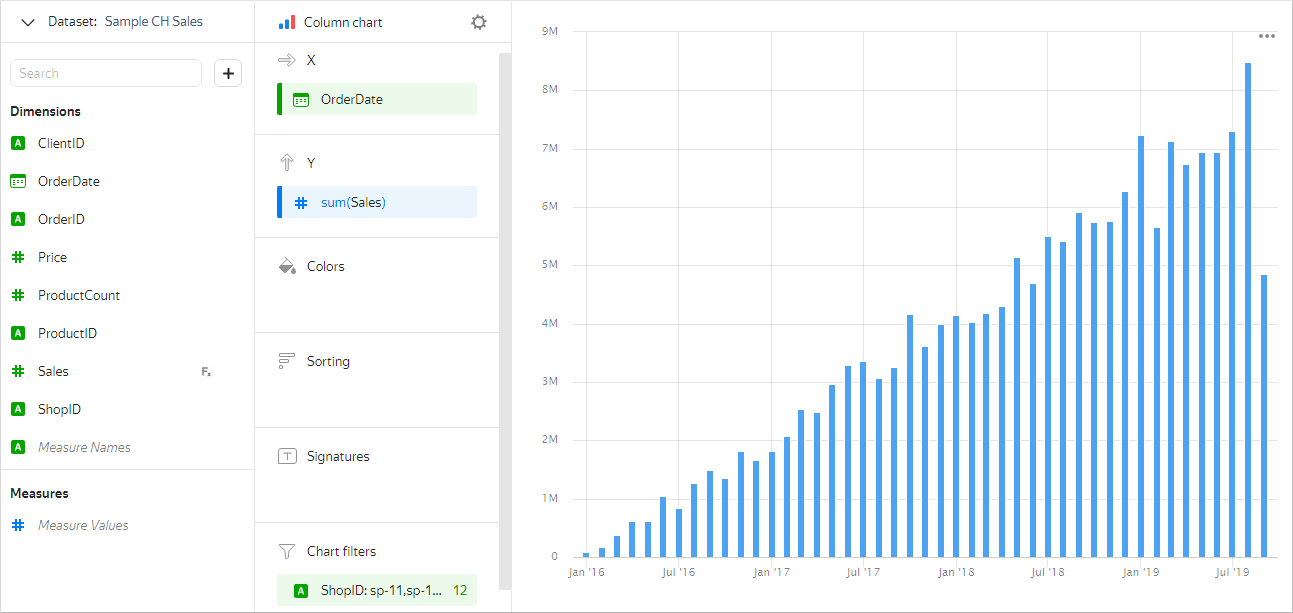 Dataset: Sample CH Sales
Search
+
Dimensions
A ClientID
OrderDate
A OrderID
# Price
# ProductCount
A ProductID
# Sales Fx
A ShopID
A Measure Names
Measures
# Measure Values
Column chart
X
OrderDate
Y
# sum(Sales)
Colors
Sorting
T Signatures
Chart filters
A ShopID: sp-11,sp-1... 12
9M
8M
7M
6M
5M
4M
3M
2M
1M
0
Jan '16 Jul '16 Jan '17 Jul '17 Jan '18 Jul '18 Jan '19 Jul '19